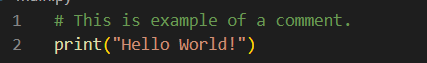 1 # This is example of a comment.
2 print("Hello World!")